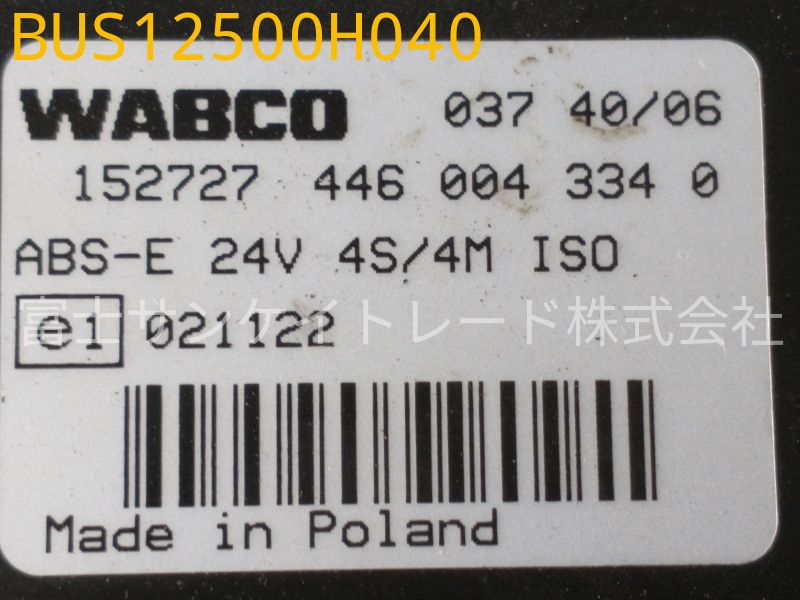 BUS12500H040
WABCO 037 40/06
152727 446 004 334 0
ABS-E 24V 4S/4M ISO
富士サンケイトレード株式会社
e1 021122
Made in Poland